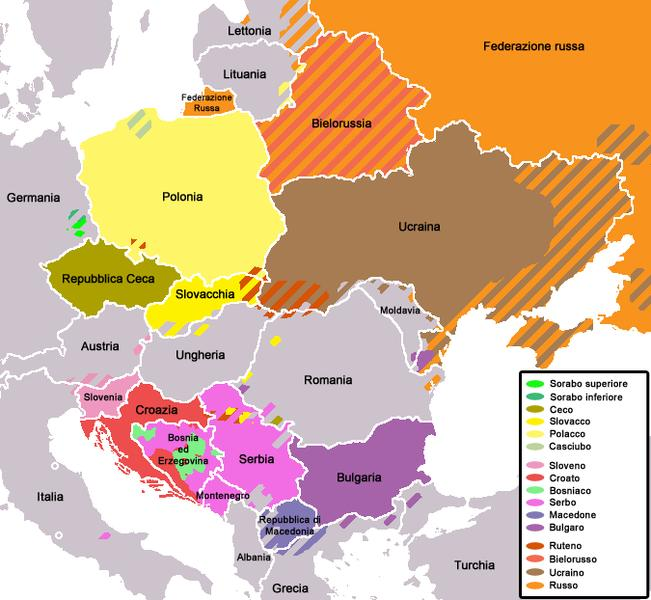 Lettonia
Federazione russa
Lituania
Federazione
Russa
Bielorussia
Germania
Polonia
Ucraina
Repubblica Ceca
Slovacchia
Moldavia
Austria
Ungheria
Romania
Slovenia
Croazia
Bosnia
ed
Erzegovina
Serbia
Bulgaria
Italia
Montenegro
Repubblica di
Macedonia
Albania
Grecia
Turchia
Sorabo superiore
Sorabo inferiore
Ceco
Slovacco
Polacco
Casciubo
Sloveno
Croato
Bosniaco
Serbo
Macedone
Bulgaro
Ruteno
Bielorusso
Ucraino
Russo